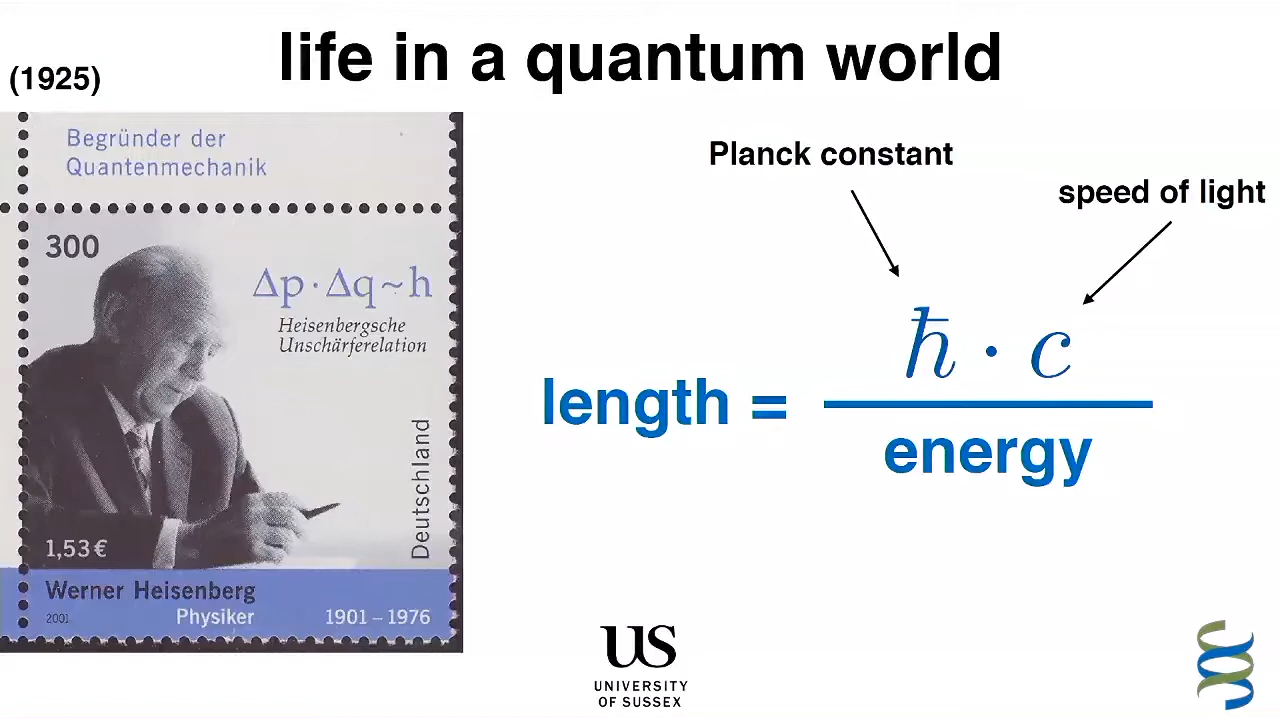 life in a quantum world
(1925)
Begründer der
Quantenmechanik
300
Δp·Δq~h
Heisenbergsche
Unschärferelation
Deutschland
1,53€
Werner Heisenberg
2001
Physiker
1901 – 1976
Planck constant
speed of light
length = ħ · c
energy
US
UNIVERSITY
OF SUSSEX